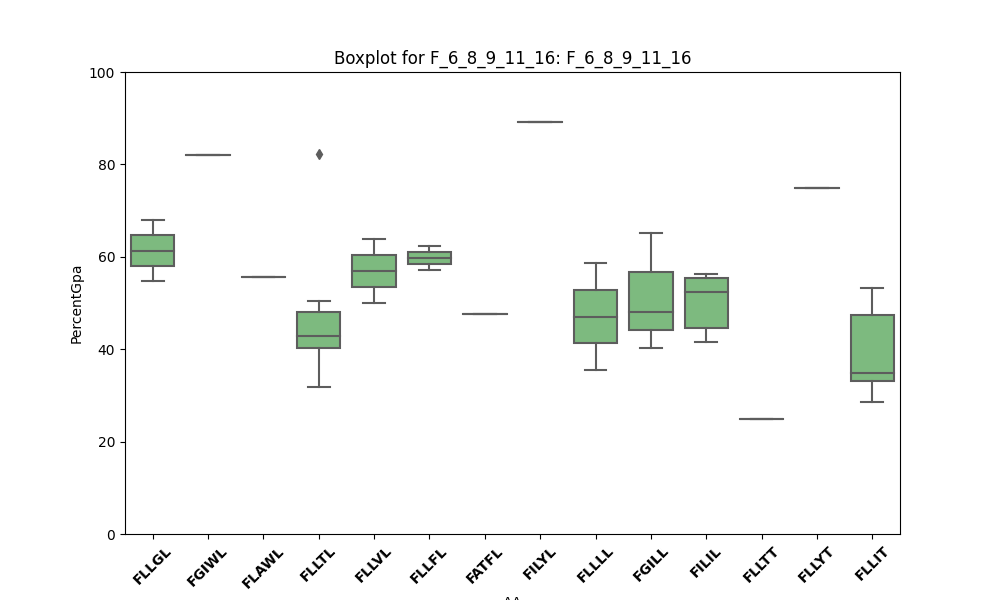 Boxplot for F_6_8_9_11_16: F_6_8_9_11_16
100
80
60
40
20
0
PercentGpa
FLLGL
FGIWL
FLAWL
FLLTL
FLLVL
FLLFL
FATFL
FILYL
FLLLL
FGILL
FILIL
FLLTT
FLLYT
FLLIT
AA